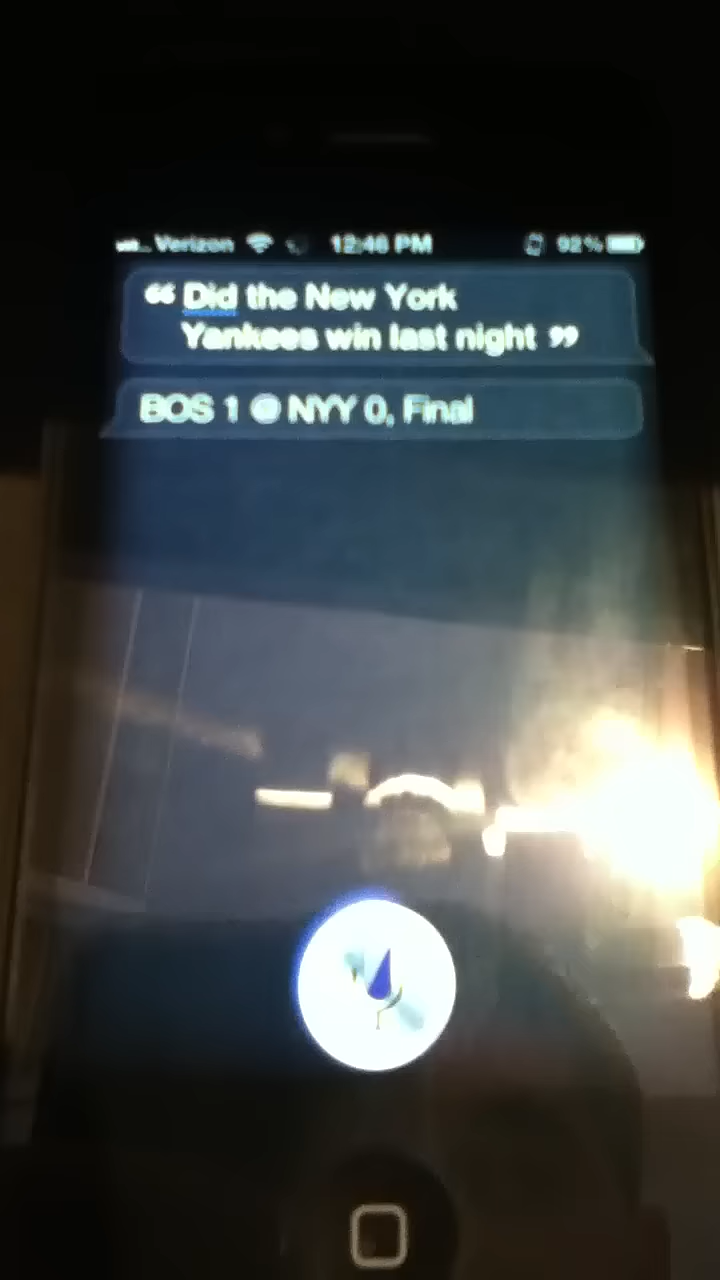 Verizon 12:46 PM 92%
“ Did the New York
Yankees win last night ”
BOS 1 @ NYY 0, Final